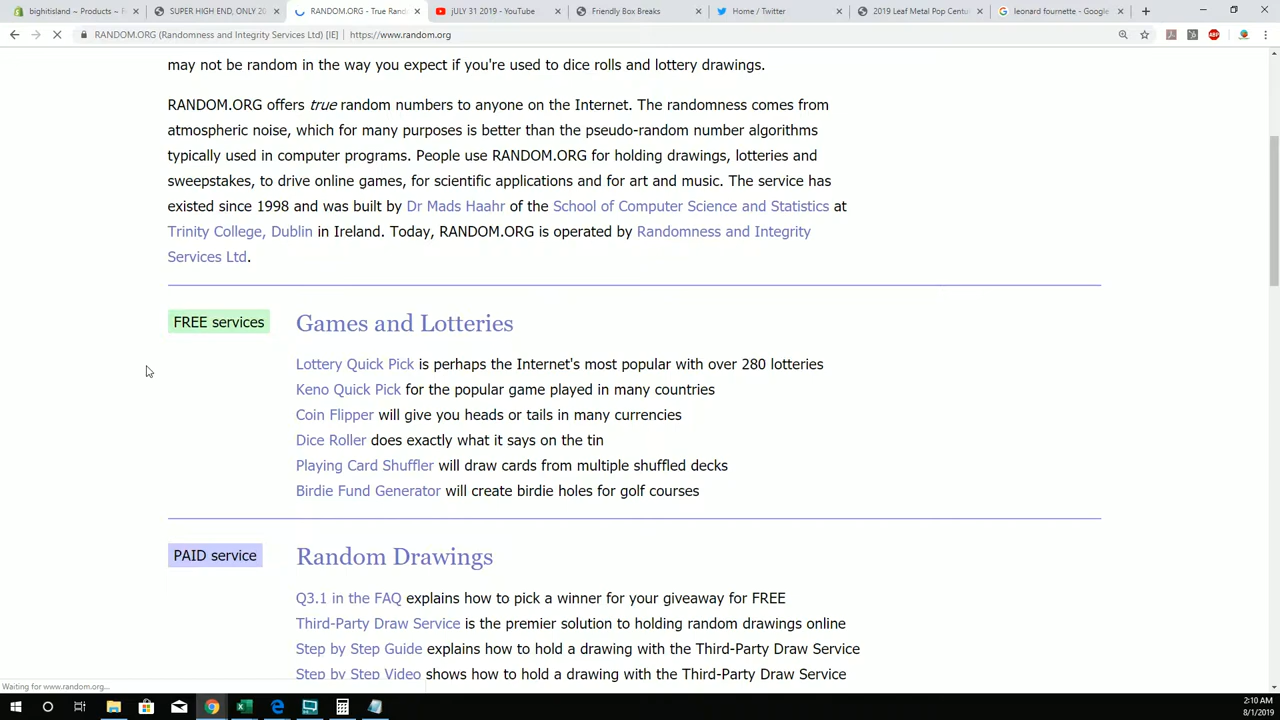 bighitisland ~ Products ~ F
SUPER HIGH END, ONLY 20
RANDOM.ORG - True Rand
jULY 31 2019 - YouTube
Friendly Box Breaks
Home / Twitter
2019 Leaf Metal Pop Centu
leonard fournette - Google
RANDOM.ORG (Randomness and Integrity Services Ltd) [IE] | https://www.random.org
may not be random in the way you expect if you're used to dice rolls and lottery drawings.
RANDOM.ORG offers true random numbers to anyone on the Internet. The randomness comes from
atmospheric noise, which for many purposes is better than the pseudo-random number algorithms
typically used in computer programs. People use RANDOM.ORG for holding drawings, lotteries and
sweepstakes, to drive online games, for scientific applications and for art and music. The service has
existed since 1998 and was built by Dr Mads Haahr of the School of Computer Science and Statistics at
Trinity College, Dublin in Ireland. Today, RANDOM.ORG is operated by Randomness and Integrity
Services Ltd.
FREE services
Games and Lotteries
Lottery Quick Pick is perhaps the Internet's most popular with over 280 lotteries
Keno Quick Pick for the popular game played in many countries
Coin Flipper will give you heads or tails in many currencies
Dice Roller does exactly what it says on the tin
Playing Card Shuffler will draw cards from multiple shuffled decks
Birdie Fund Generator will create birdie holes for golf courses
PAID service
Random Drawings
Q3.1 in the FAQ explains how to pick a winner for your giveaway for FREE
Third-Party Draw Service is the premier solution to holding random drawings online
Step by Step Guide explains how to hold a drawing with the Third-Party Draw Service
Step by Step Video shows how to hold a drawing with the Third-Party Draw Service
Waiting for www.random.org...
2:10 AM
8/1/2019